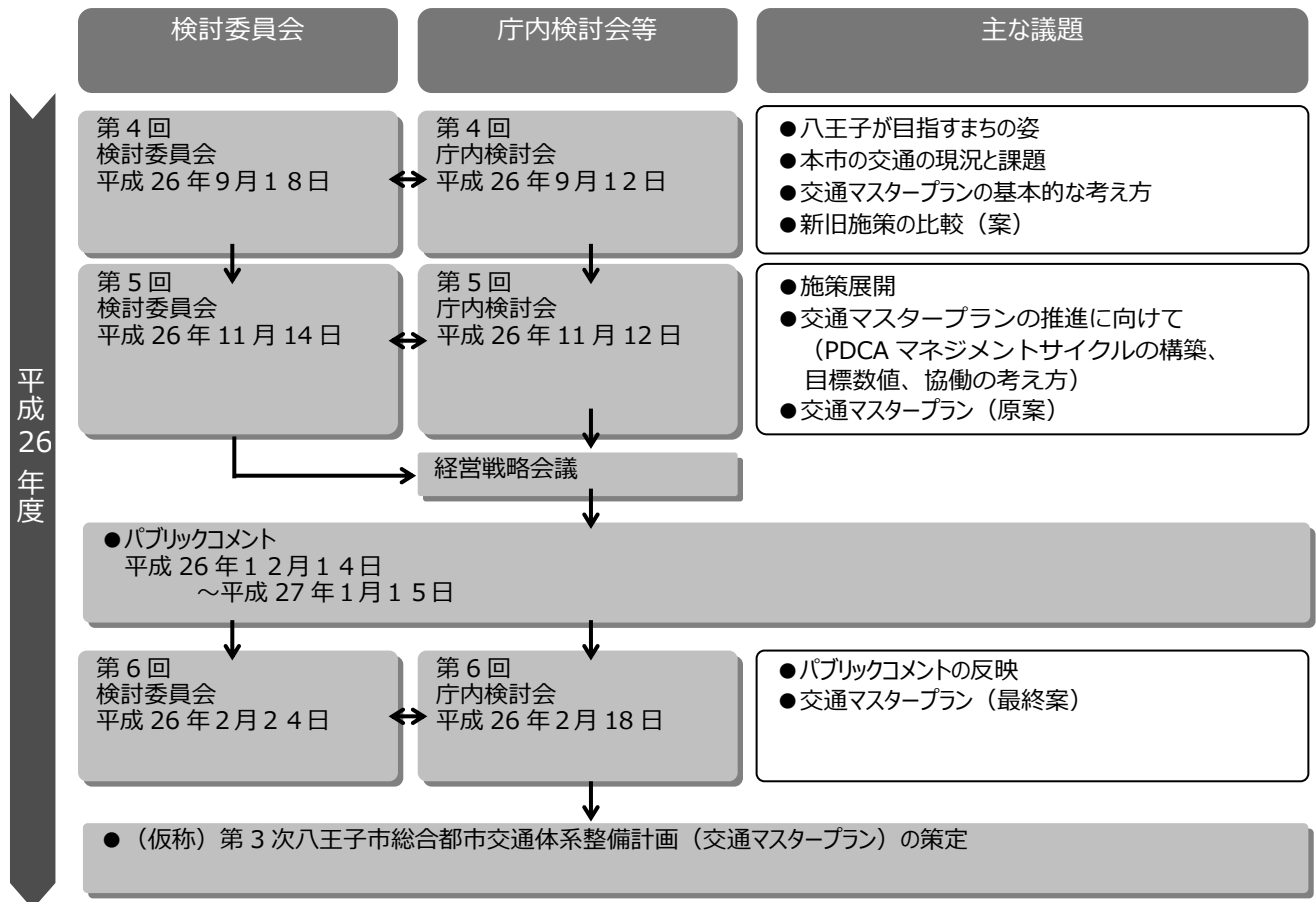 検討委員会
庁内検討会等
主な議題
平成26年度
第4回
検討委員会
平成 26 年9月18日
第4回
庁内検討会
平成 26 年9月12日
●八王子が目指すまちの姿
●本市の交通の現況と課題
●交通マスタープランの基本的な考え方
●新旧施策の比較（案）
第5回
検討委員会
平成 26 年 11 月 14 日
第5回
庁内検討会
平成 26 年 11 月 12 日
●施策展開
●交通マスタープランの推進に向けて
（PDCA マネジメントサイクルの構築、
目標数値、協働の考え方）
●交通マスタープラン（原案）
経営戦略会議
●パブリックコメント
平成 26 年12月14日
～平成 27 年1月15日
第6回
検討委員会
平成 26 年2月24日
第6回
庁内検討会
平成 26 年2月 18 日
●パブリックコメントの反映
●交通マスタープラン（最終案）
●（仮称）第3次八王子市総合都市交通体系整備計画（交通マスタープラン）の策定